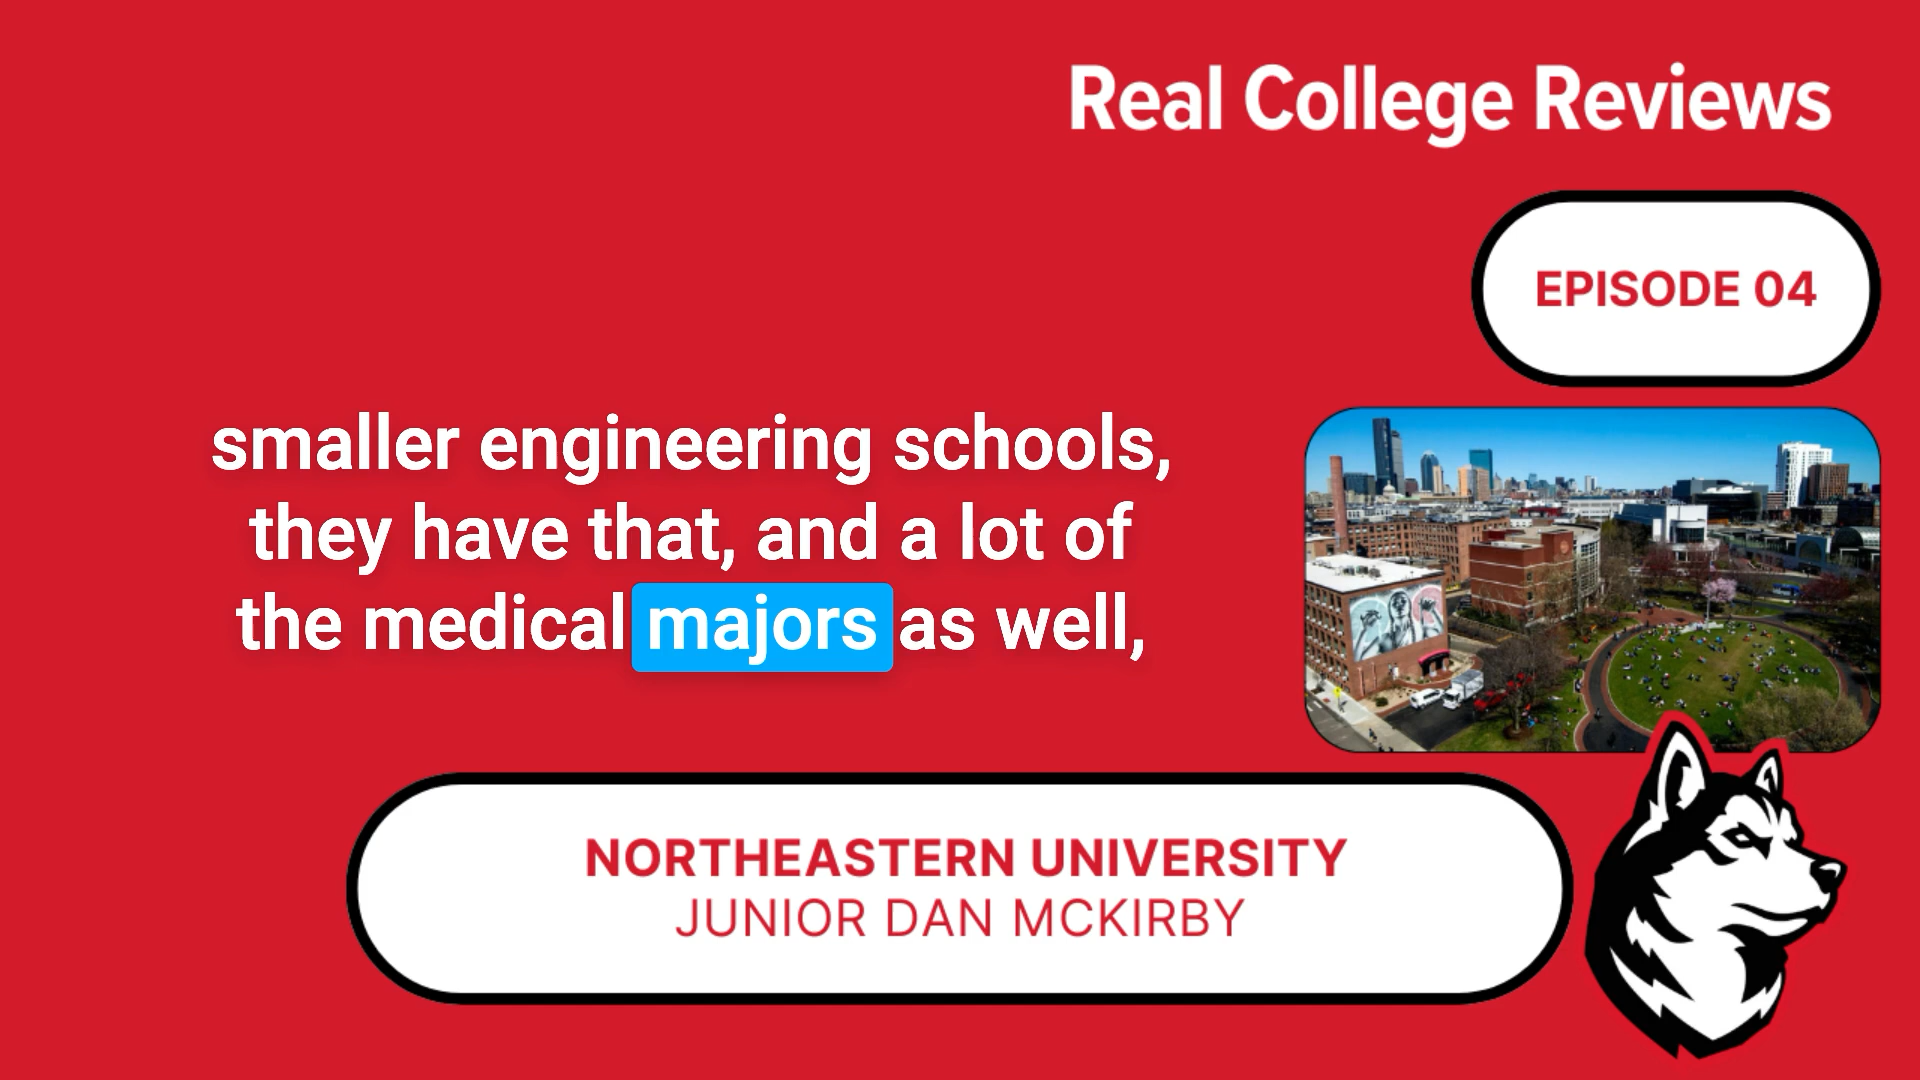 Real College Reviews
EPISODE 04
smaller engineering schools,
they have that, and a lot of
the medical majors as well,
NORTHEASTERN UNIVERSITY
JUNIOR DAN MCKIRBY